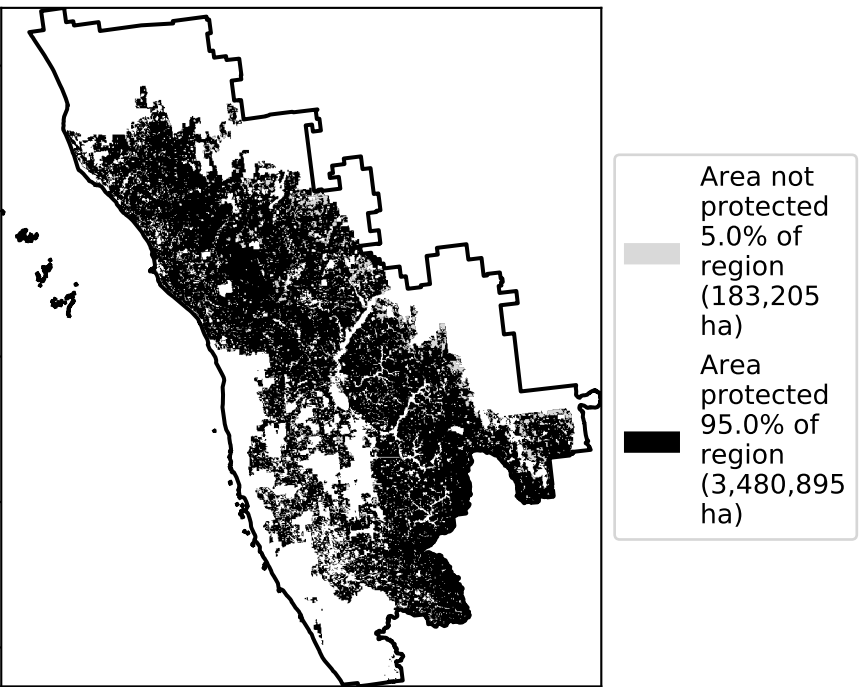 Area not
protected
5.0% of
region
(183,205
ha)
Area
protected
95.0% of
region
(3,480,895
ha)